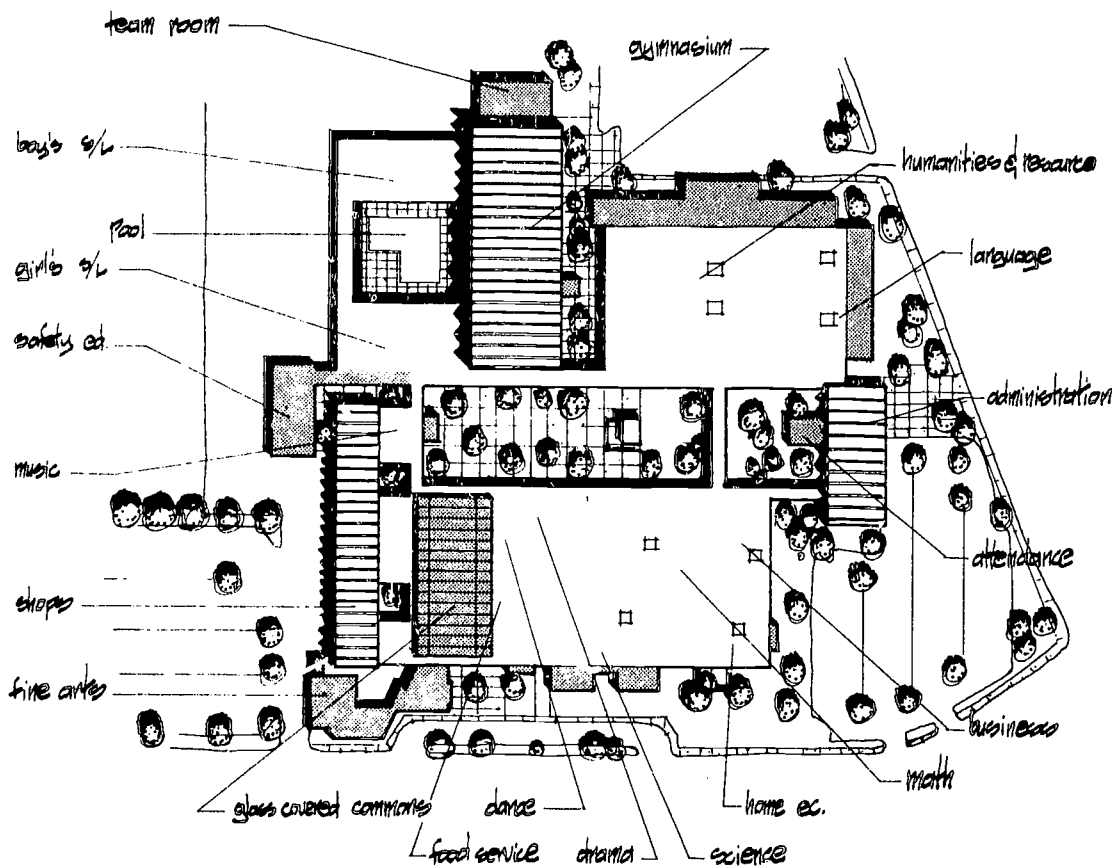 team room
gymnasium
boy's s/L
humanities & resource
Pool
girl's s/L
language
safety ed.
administration
music
attendance
shops
fine arts
business
math
glass covered commons
dance
home ec.
food service
drama
science